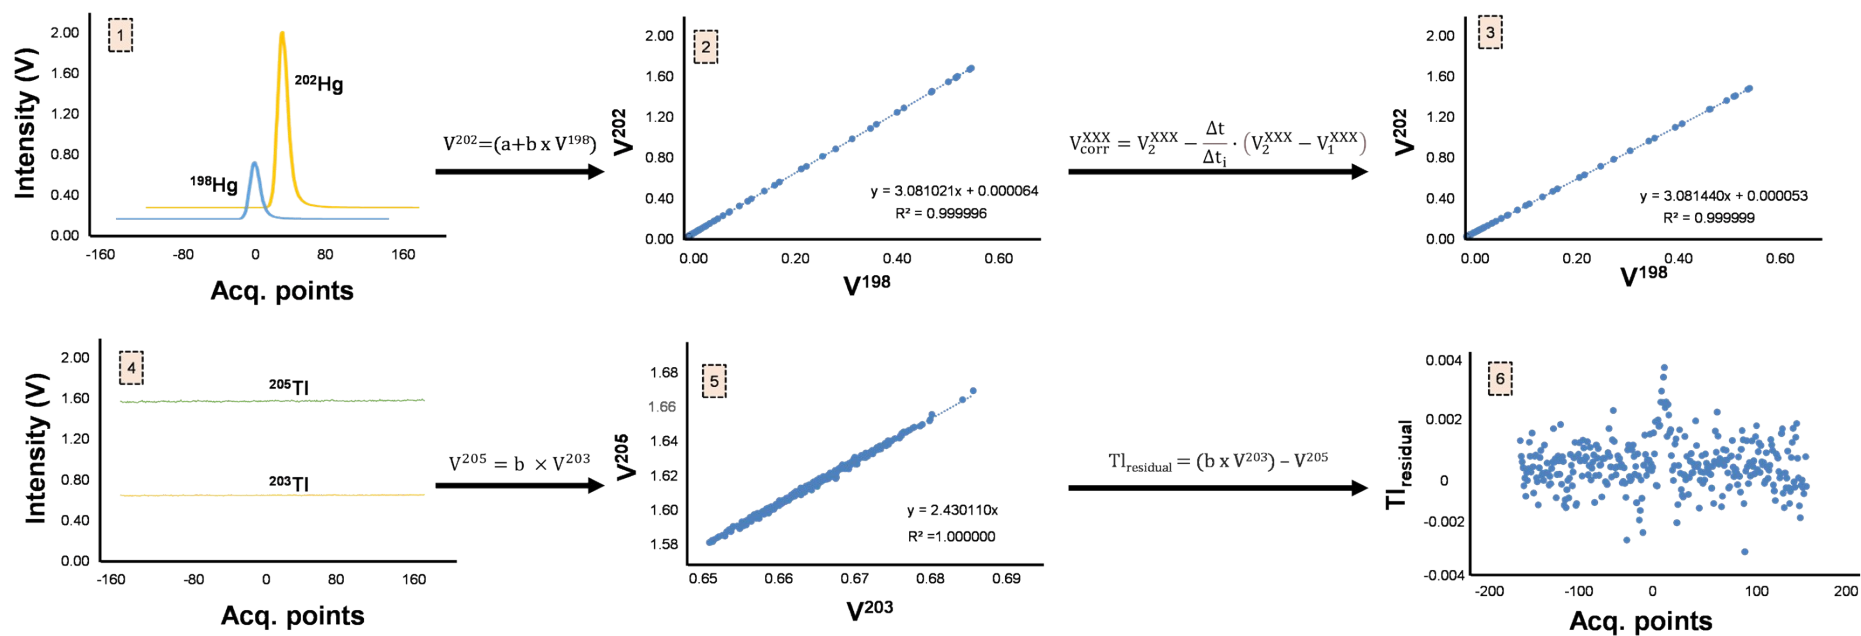 1
Intensity (V)
2.00
1.60
1.20
0.80
0.40
0.00
²⁰²Hg
¹⁹⁸Hg
-160 -80 0 80 160
Acq. points
V²⁰²=(a+b x V¹⁹⁸)
2
V²⁰²
2.00
1.60
1.20
0.80
0.40
0.00
y = 3.081021x + 0.000064
R² = 0.999996
0.00 0.20 0.40 0.60
V¹⁹⁸
V^XXX_corr = V₂^XXX − Δt/Δtᵢ · (V₂^XXX − V₁^XXX)
3
V²⁰²
2.00
1.60
1.20
0.80
0.40
0.00
y = 3.081440x + 0.000053
R² = 0.999999
0.00 0.20 0.40 0.60
V¹⁹⁸
4
Intensity (V)
2.00
1.60
1.20
0.80
0.40
0.00
²⁰⁵Tl
²⁰³Tl
-160 -80 0 80 160
Acq. points
V²⁰⁵ = b × V²⁰³
5
V²⁰⁵
1.68
1.66
1.64
1.62
1.60
1.58
y = 2.430110x
R² =1.000000
0.65 0.66 0.67 0.68 0.69
V²⁰³
Tl_residual = (b x V²⁰³) − V²⁰⁵
6
Tl_residual
0.004
0.002
0
-0.002
-0.004
-200 -100 0 100 200
Acq. points